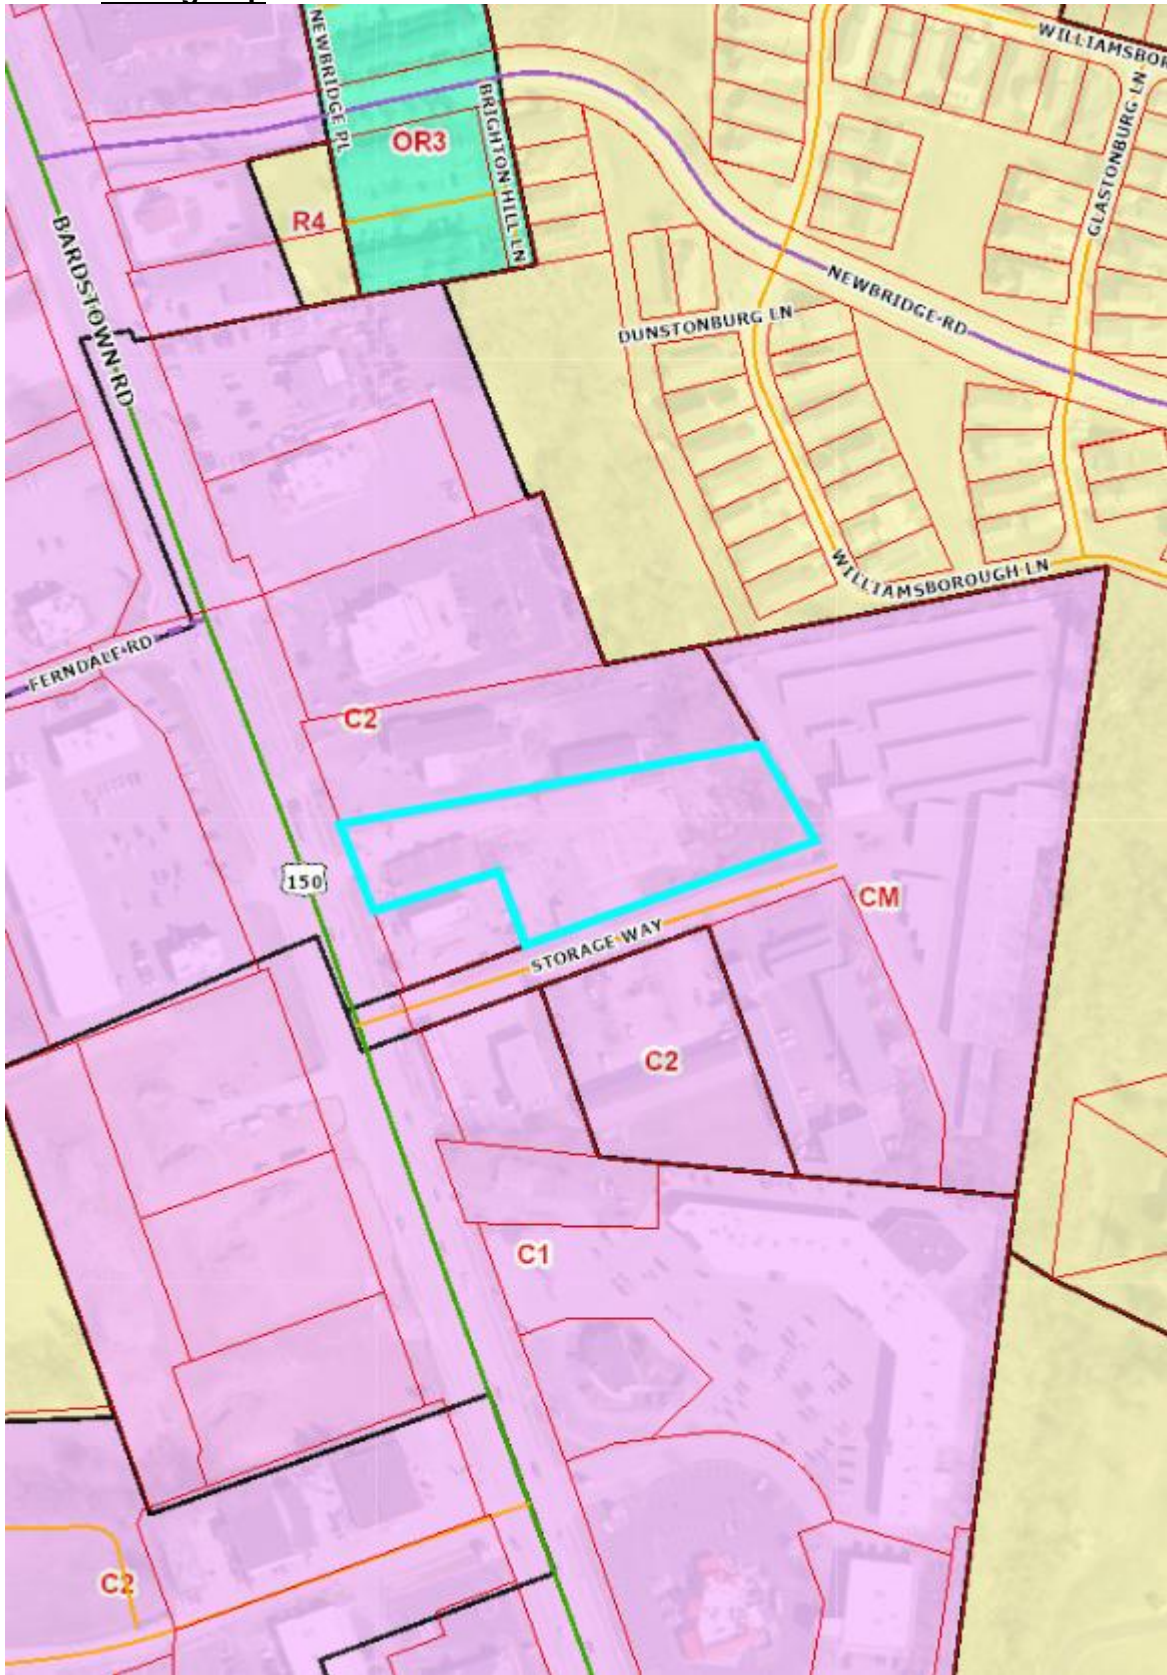 NEWBRIDGE PL
BRIGHTON HILL LN
WILLIAMSBOR
GLASTONBURG LN
OR3
R4
BARDSTOWN RD
NEWBRIDGE RD
DUNSTONBURG LN
WILLIAMSBOROUGH LN
FERNDALE RD
C2
150
CM
STORAGE WAY
C2
C1
C2